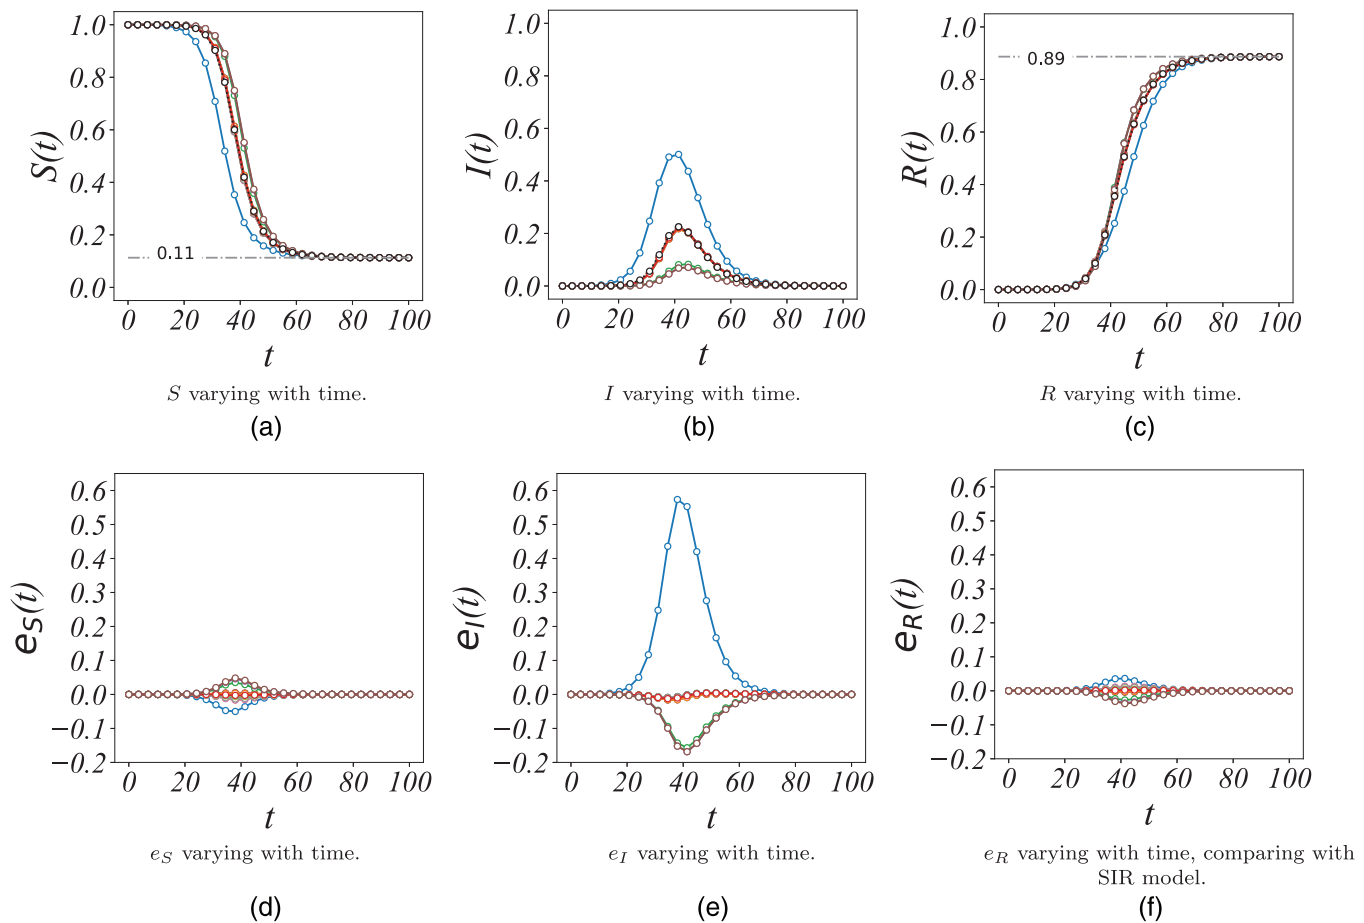 1.0
0.8
0.6
0.4
0.2
0.0
S(t)
0.11
0 20 40 60 80 100
t
S varying with time.
(a)
1.0
0.8
0.6
0.4
0.2
0.0
I(t)
0 20 40 60 80 100
t
I varying with time.
(b)
1.0
0.8
0.6
0.4
0.2
0.0
R(t)
0.89
0 20 40 60 80 100
t
R varying with time.
(c)
0.6
0.5
0.4
0.3
0.2
0.1
0.0
−0.1
−0.2
eS(t)
0 20 40 60 80 100
t
eS varying with time.
(d)
0.6
0.5
0.4
0.3
0.2
0.1
0.0
−0.1
−0.2
eI(t)
0 20 40 60 80 100
t
eI varying with time.
(e)
0.6
0.5
0.4
0.3
0.2
0.1
0.0
−0.1
−0.2
eR(t)
0 20 40 60 80 100
t
eR varying with time, comparing with
SIR model.
(f)